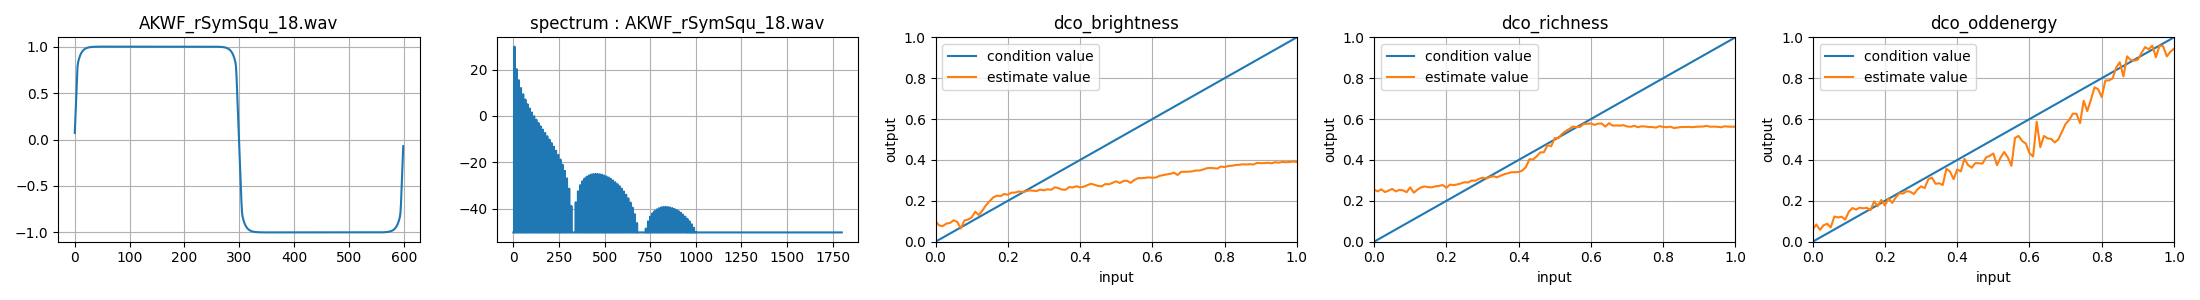 AKWF_rSymSqu_18.wav
1.0
0.5
0.0
−0.5
−1.0
0 100 200 300 400 500 600
spectrum : AKWF_rSymSqu_18.wav
20
0
−20
−40
0 250 500 750 1000 1250 1500 1750
dco_brightness
condition value
estimate value
output
1.0
0.8
0.6
0.4
0.2
0.0
0.0 0.2 0.4 0.6 0.8 1.0
input
dco_richness
condition value
estimate value
output
1.0
0.8
0.6
0.4
0.2
0.0
0.0 0.2 0.4 0.6 0.8 1.0
input
dco_oddenergy
condition value
estimate value
output
1.0
0.8
0.6
0.4
0.2
0.0
0.0 0.2 0.4 0.6 0.8 1.0
input